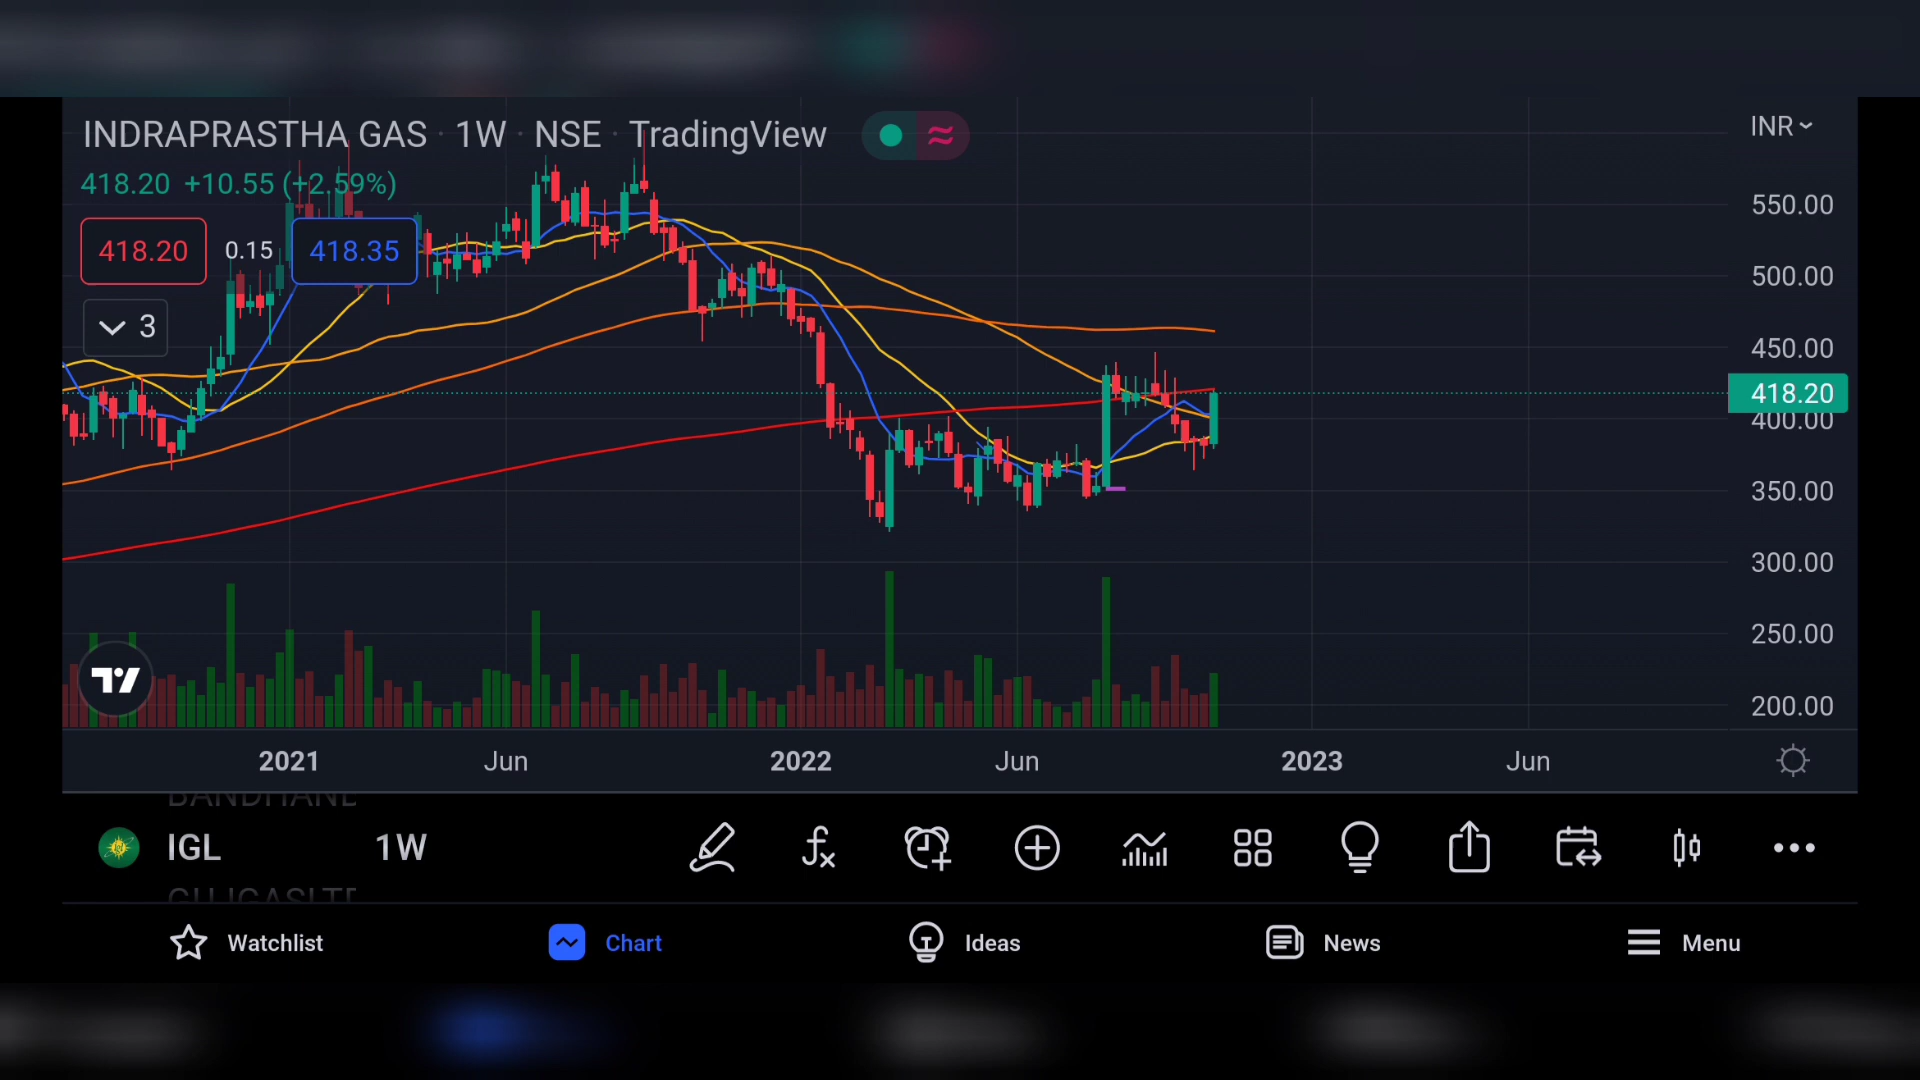 INDRAPRASTHA GAS · 1W · NSE · TradingView
INR
418.20 +10.55 (+2.59%)
418.20 0.15 418.35
3
550.00
500.00
450.00
418.20
400.00
350.00
300.00
250.00
200.00
2021 Jun 2022 Jun 2023 Jun
IGL 1W
Watchlist Chart Ideas News Menu